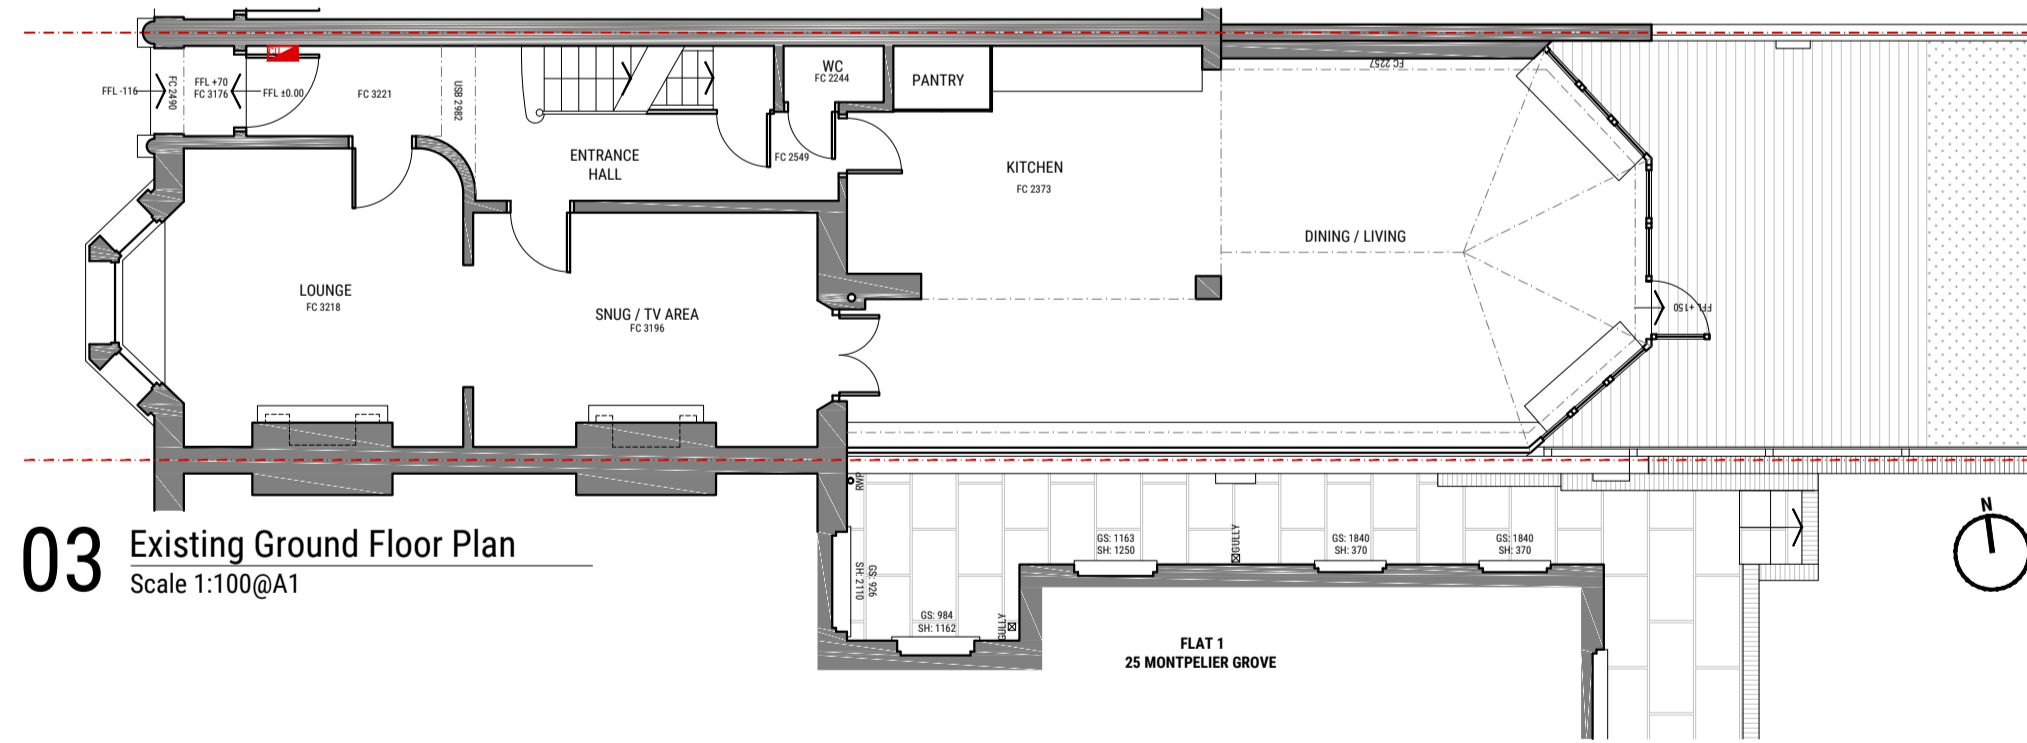 FFL -116
FC 2490
FFL +70
FC 3176
FFL ±0.00
CU
FC 3221
USB 2982
WC
FC 2244
PANTRY
FC 2257
ENTRANCE
HALL
FC 2549
KITCHEN
FC 2373
DINING / LIVING
LOUNGE
FC 3218
SNUG / TV AREA
FC 3196
FFL +150
RWP
GS: 926
SH: 2110
GS: 984
SH: 1162
GULLY
GS: 1163
SH: 1250
GULLY
GS: 1840
SH: 370
GS: 1840
SH: 370
FLAT 1
25 MONTPELIER GROVE
N
03
Existing Ground Floor Plan
Scale 1:100@A1